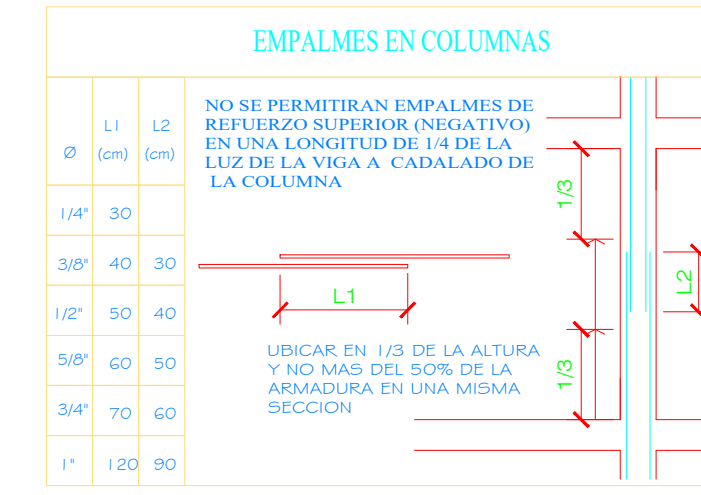 EMPALMES EN COLUMNAS
Ø L1 (cm) L2 (cm)
1/4" 30
3/8" 40 30
1/2" 50 40
5/8" 60 50
3/4" 70 60
1" 120 90
NO SE PERMITIRAN EMPALMES DE
REFUERZO SUPERIOR (NEGATIVO)
EN UNA LONGITUD DE 1/4 DE LA
LUZ DE LA VIGA A CADALADO DE
LA COLUMNA
L1
UBICAR EN 1/3 DE LA ALTURA
Y NO MAS DEL 50% DE LA
ARMADURA EN UNA MISMA
SECCION
1/3
1/3
L2